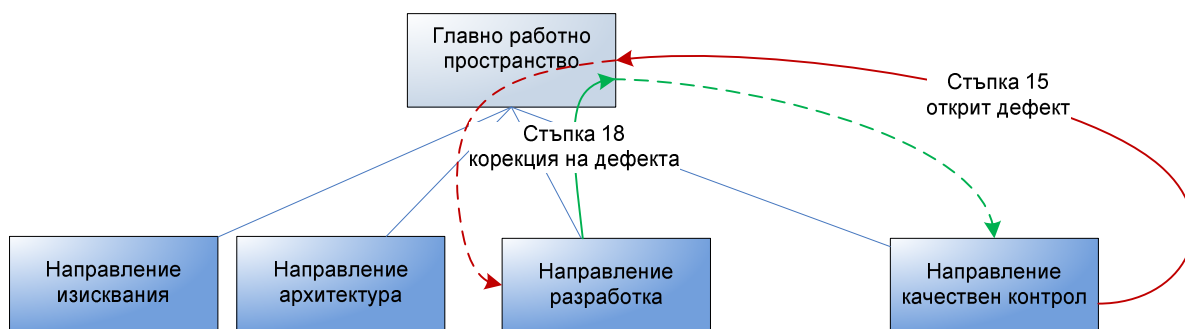 Главно работно
пространство
Стъпка 15
открит дефект
Стъпка 18
корекция на дефекта
Направление
изисквания
Направление
архитектура
Направление
разработка
Направление
качествен контрол